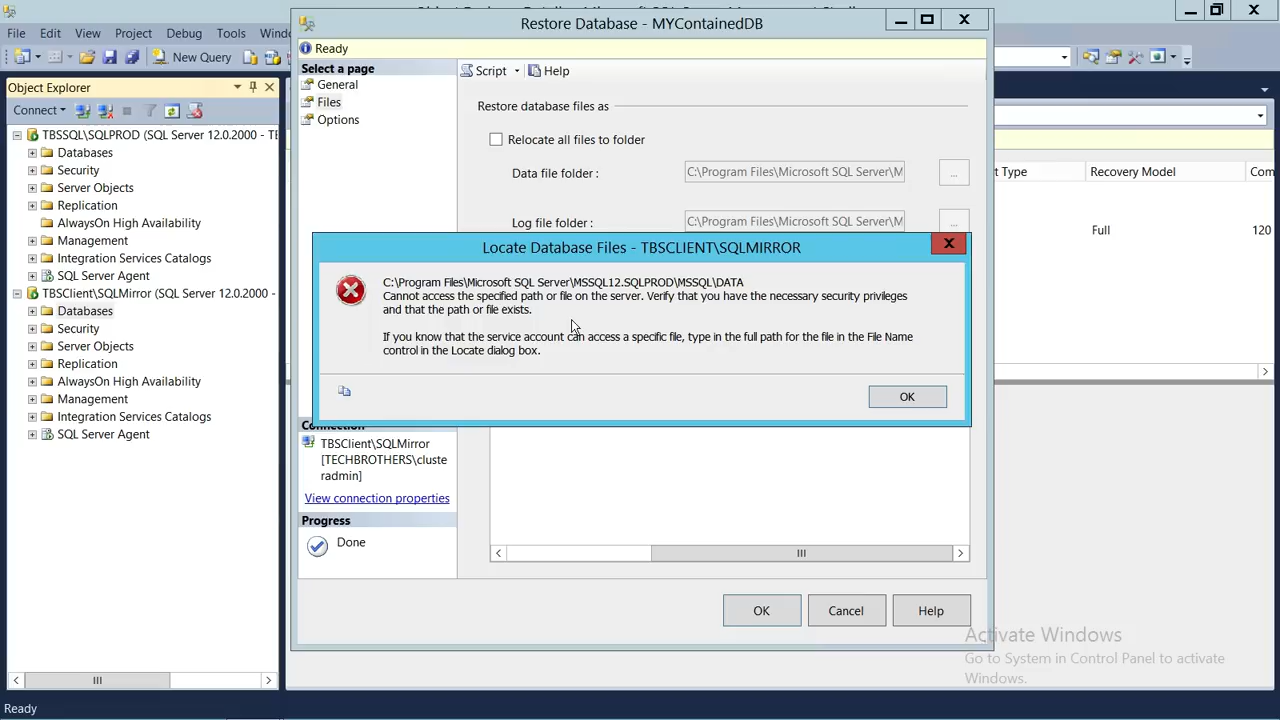 Restore Database - MYContainedDB
File Edit View Project Debug Tools
Ready
New Query
Select a page
Script Help
Object Explorer
General
Files
Options
Restore database files as
Connect
Relocate all files to folder
TBSSQL\SQLPROD (SQL Server 12.0.2000 - TE
Databases
Security
Server Objects
Replication
AlwaysOn High Availability
Management
Integration Services Catalogs
SQL Server Agent
Data file folder :
C:\Program Files\Microsoft SQL Server\M
...
Log file folder :
C:\Program Files\Microsoft SQL Server\M
...
t Type Recovery Model Com
Full 120
TBSClient\SQLMirror (SQL Server 12.0.2000 -
Databases
Security
Server Objects
Replication
AlwaysOn High Availability
Management
Integration Services Catalogs
SQL Server Agent
Locate Database Files - TBSCLIENT\SQLMIRROR
C:\Program Files\Microsoft SQL Server\MSSQL12.SQLPROD\MSSQL\DATA
Cannot access the specified path or file on the server. Verify that you have the necessary security privileges
and that the path or file exists.
If you know that the service account can access a specific file, type in the full path for the file in the File Name
control in the Locate dialog box.
OK
Connection
TBSClient\SQLMirror
[TECHBROTHERS\cluste
radmin]
View connection properties
Progress
Done
OK Cancel Help
Activate Windows
Go to System in Control Panel to activate
Windows.
Ready